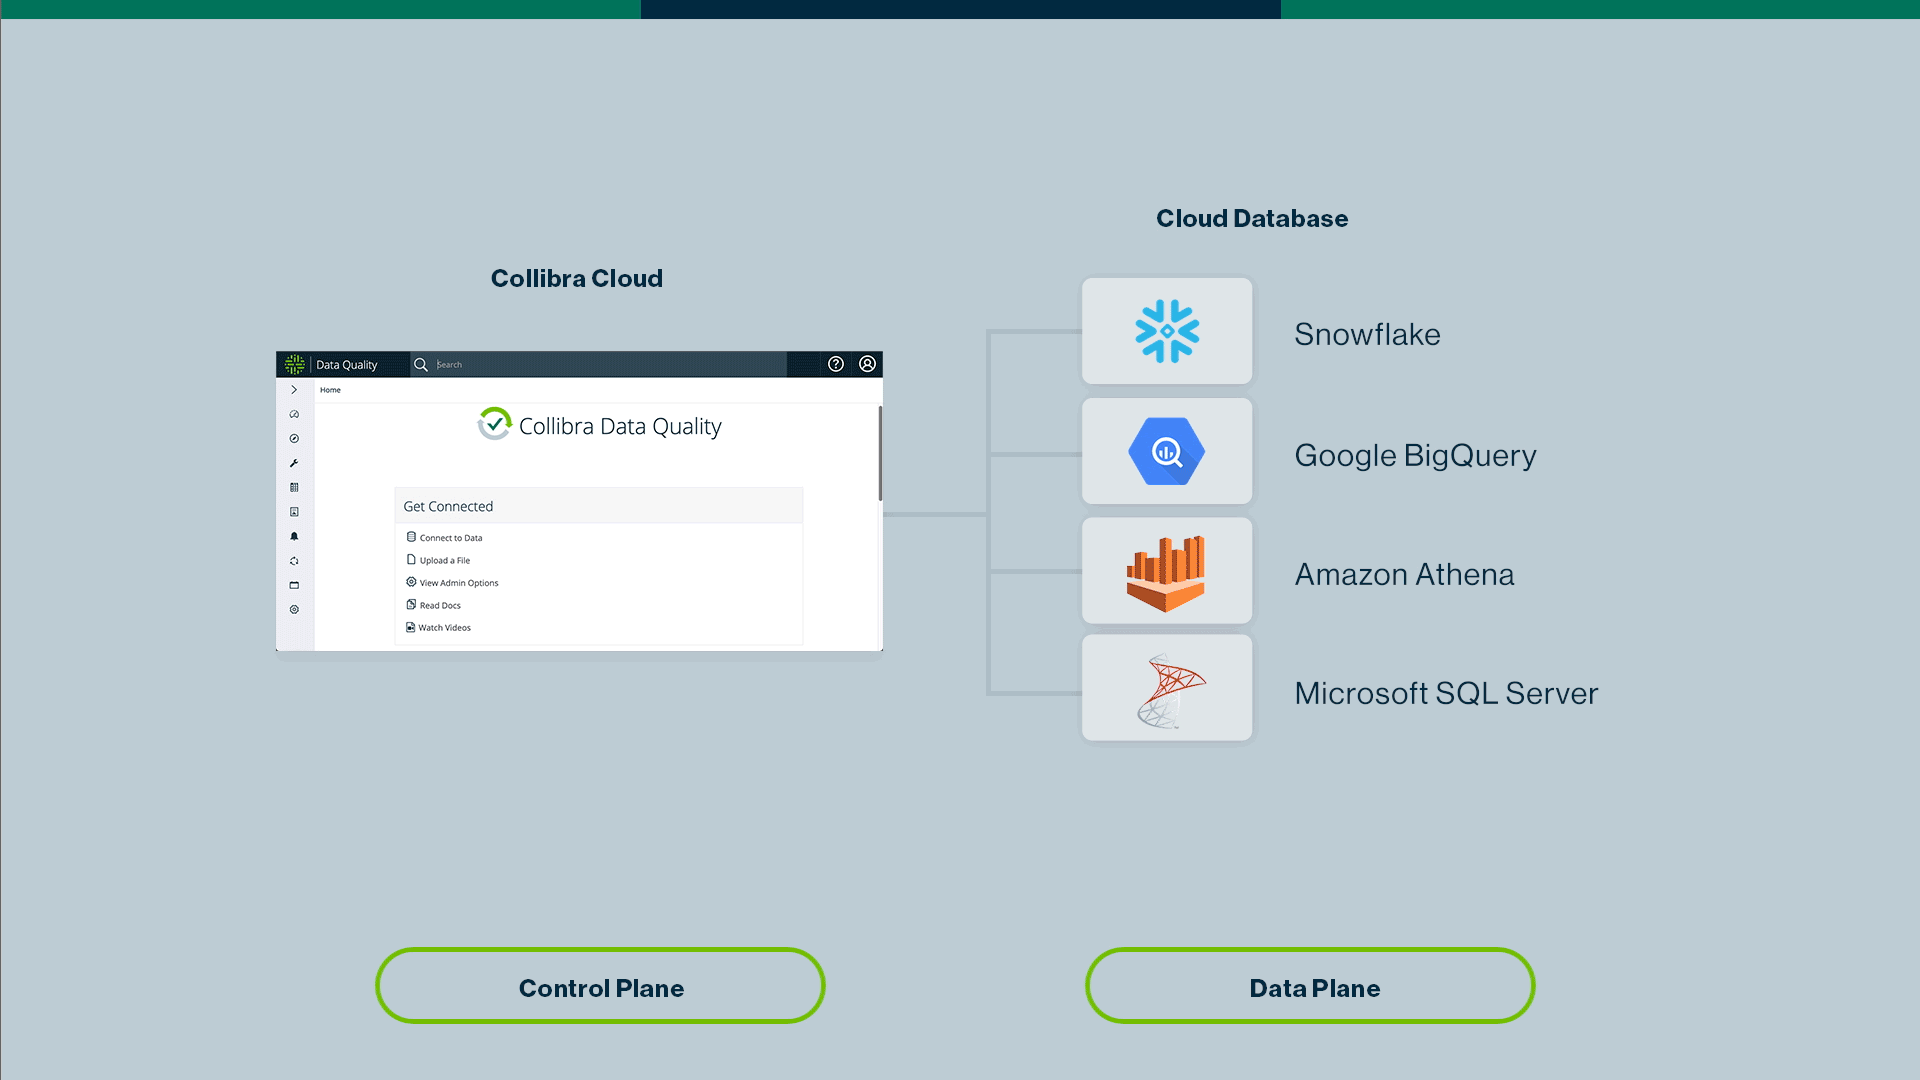 Cloud Database
Collibra Cloud
Snowflake
Data Quality
Search
Home
Collibra Data Quality
Google BigQuery
Get Connected
Connect to Data
Upload a File
View Admin Options
Read Docs
Watch Videos
Amazon Athena
Microsoft SQL Server
Control Plane
Data Plane